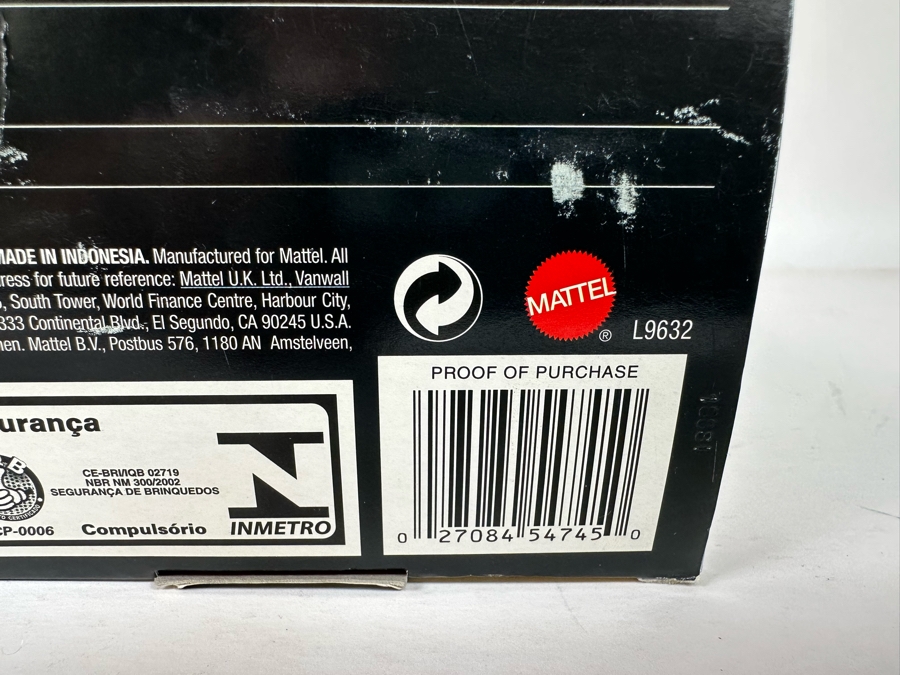 MADE IN INDONESIA. Manufactured for Mattel. All
ress for future reference: Mattel U.K. Ltd., Vanwall
, South Tower, World Finance Centre, Harbour City,
333 Continental Blvd., El Segundo, CA 90245 U.S.A.
en. Mattel B.V., Postbus 576, 1180 AN Amstelveen,
MATTEL
®
L9632
PROOF OF PURCHASE
0 27084 54745 0
urança
CE-BRI/IQB 02719
NBR NM 300/2002
SEGURANÇA DE BRINQUEDOS
CP-0006
Compulsório
INMETRO